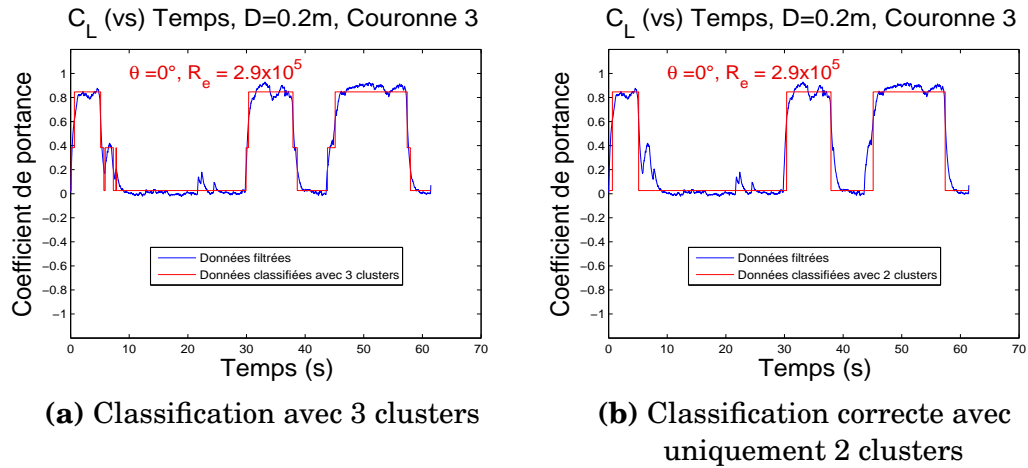 C_L (vs) Temps, D=0.2m, Couronne 3
θ =0°, R_e = 2.9x10^5
Coefficient de portance
1
0.8
0.6
0.4
0.2
0
−0.2
−0.4
−0.6
−0.8
−1
Données filtrées
Données classifiées avec 3 clusters
0 10 20 30 40 50 60 70
Temps (s)
(a) Classification avec 3 clusters
C_L (vs) Temps, D=0.2m, Couronne 3
θ =0°, R_e = 2.9x10^5
Coefficient de portance
1
0.8
0.6
0.4
0.2
0
−0.2
−0.4
−0.6
−0.8
−1
Données filtrées
Données classifiées avec 2 clusters
0 10 20 30 40 50 60 70
Temps (s)
(b) Classification correcte avec
uniquement 2 clusters